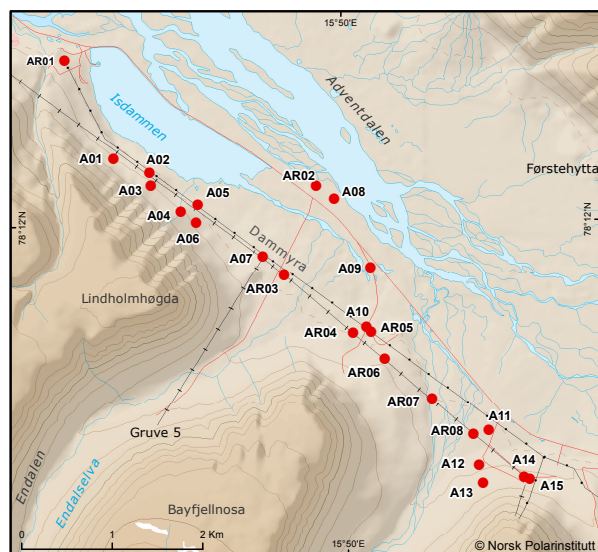 15°50'E
AR01
Adventdalen
Isdammen
A01
A02
A03
AR02
A08
Førstehytta
A04
A05
A06
78°12'N
78°12'N
Dammyra
A07
A09
AR03
Lindholmhøgda
A10
AR05
AR04
AR06
AR07
A11
AR08
Gruve 5
A12
A14
A13
A15
Endalen
Endalselva
Bayfjellnosa
0
1
2 Km
15°50'E
© Norsk Polarinstitutt